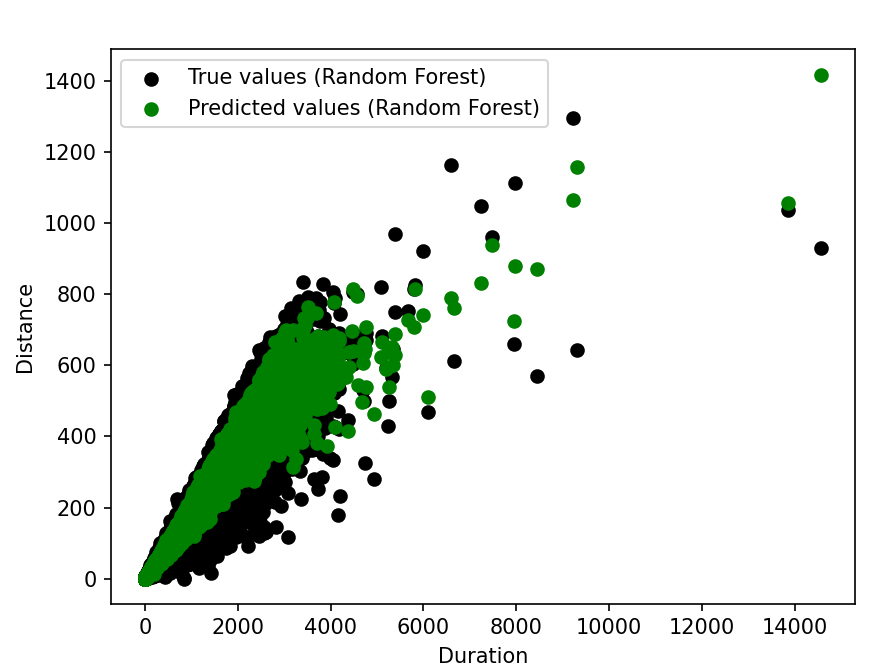 True values (Random Forest)
Predicted values (Random Forest)
1400
1200
1000
800
600
400
200
0
Distance
0 2000 4000 6000 8000 10000 12000 14000
Duration